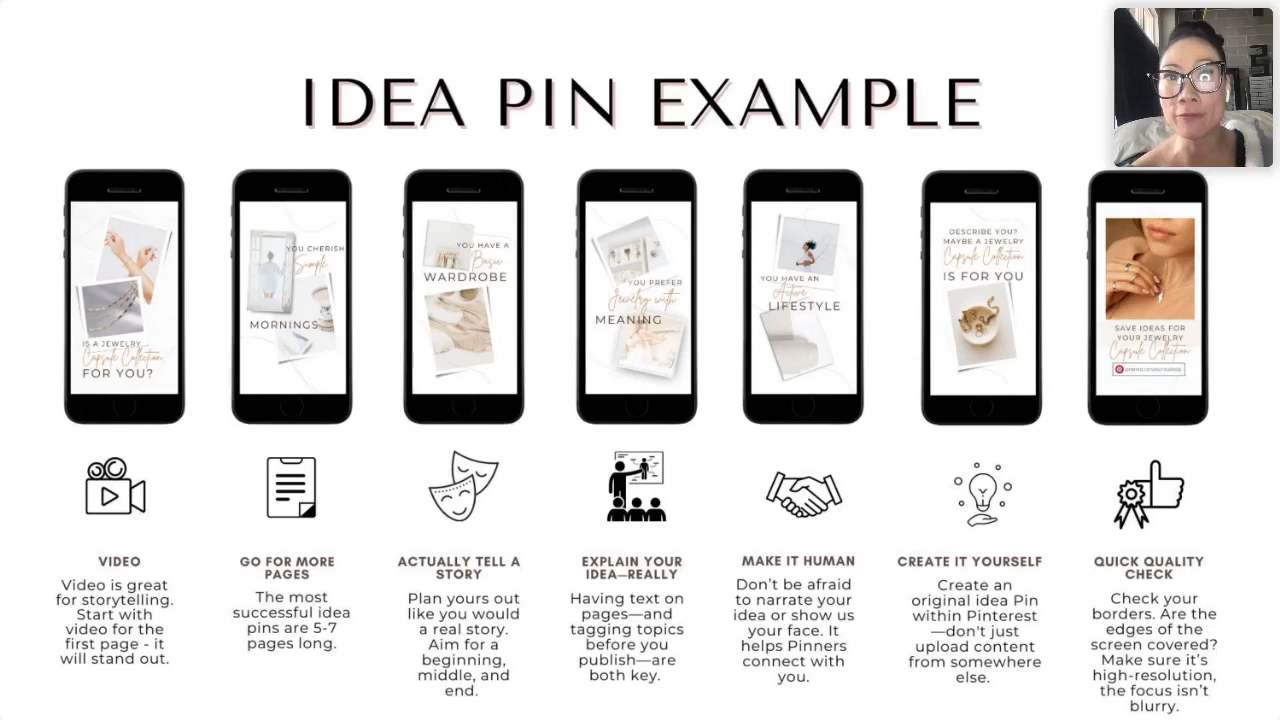 IDEA PIN EXAMPLE
IS A JEWELRY
Capsule Collection
FOR YOU?
YOU CHERISH
Simple
MORNINGS
YOU HAVE A
Basic
WARDROBE
YOU PREFER
Jewelry with
MEANING
YOU HAVE AN
Active
LIFESTYLE
DESCRIBE YOU?
MAYBE A JEWELRY
Capsule Collection
IS FOR YOU
SAVE IDEAS FOR
YOUR JEWELRY
Capsule Collection
VIDEO
Video is great
for storytelling.
Start with
video for the
first page - it
will stand out.
GO FOR MORE
PAGES
The most
successful idea
pins are 5-7
pages long.
ACTUALLY TELL A
STORY
Plan yours out
like you would
a real story.
Aim for a
beginning,
middle, and
end.
EXPLAIN YOUR
IDEA—REALLY
Having text on
pages—and
tagging topics
before you
publish—are
both key.
MAKE IT HUMAN
Don't be afraid
to narrate your
idea or show us
your face. It
helps Pinners
connect with
you.
CREATE IT YOURSELF
Create an
original idea Pin
within Pinterest
—don't just
upload content
from somewhere
else.
QUICK QUALITY
CHECK
Check your
borders. Are the
edges of the
screen covered?
Make sure it's
high-resolution,
the focus isn't
blurry.